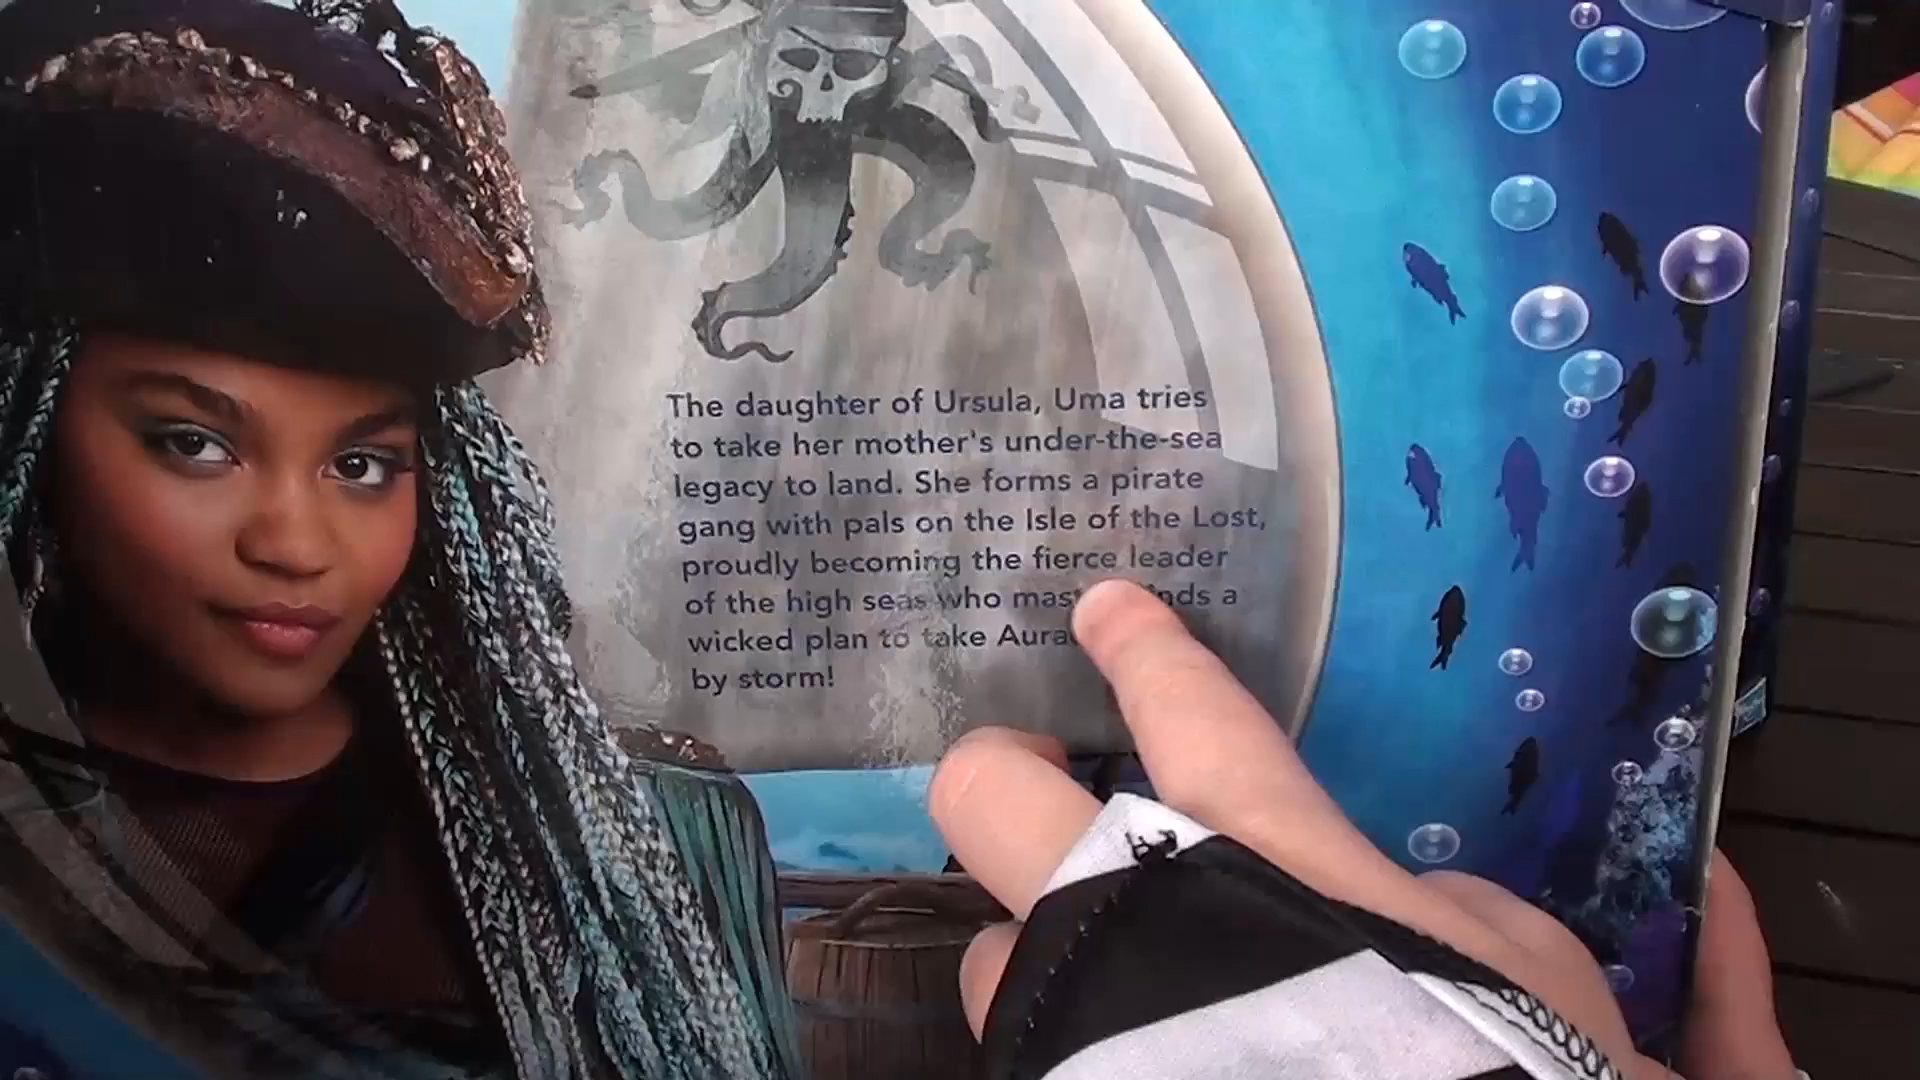 The daughter of Ursula, Uma tries
to take her mother's under-the-sea
legacy to land. She forms a pirate
gang with pals on the Isle of the Lost,
proudly becoming the fierce leader
of the high seas who a
wicked plan to take
by storm!